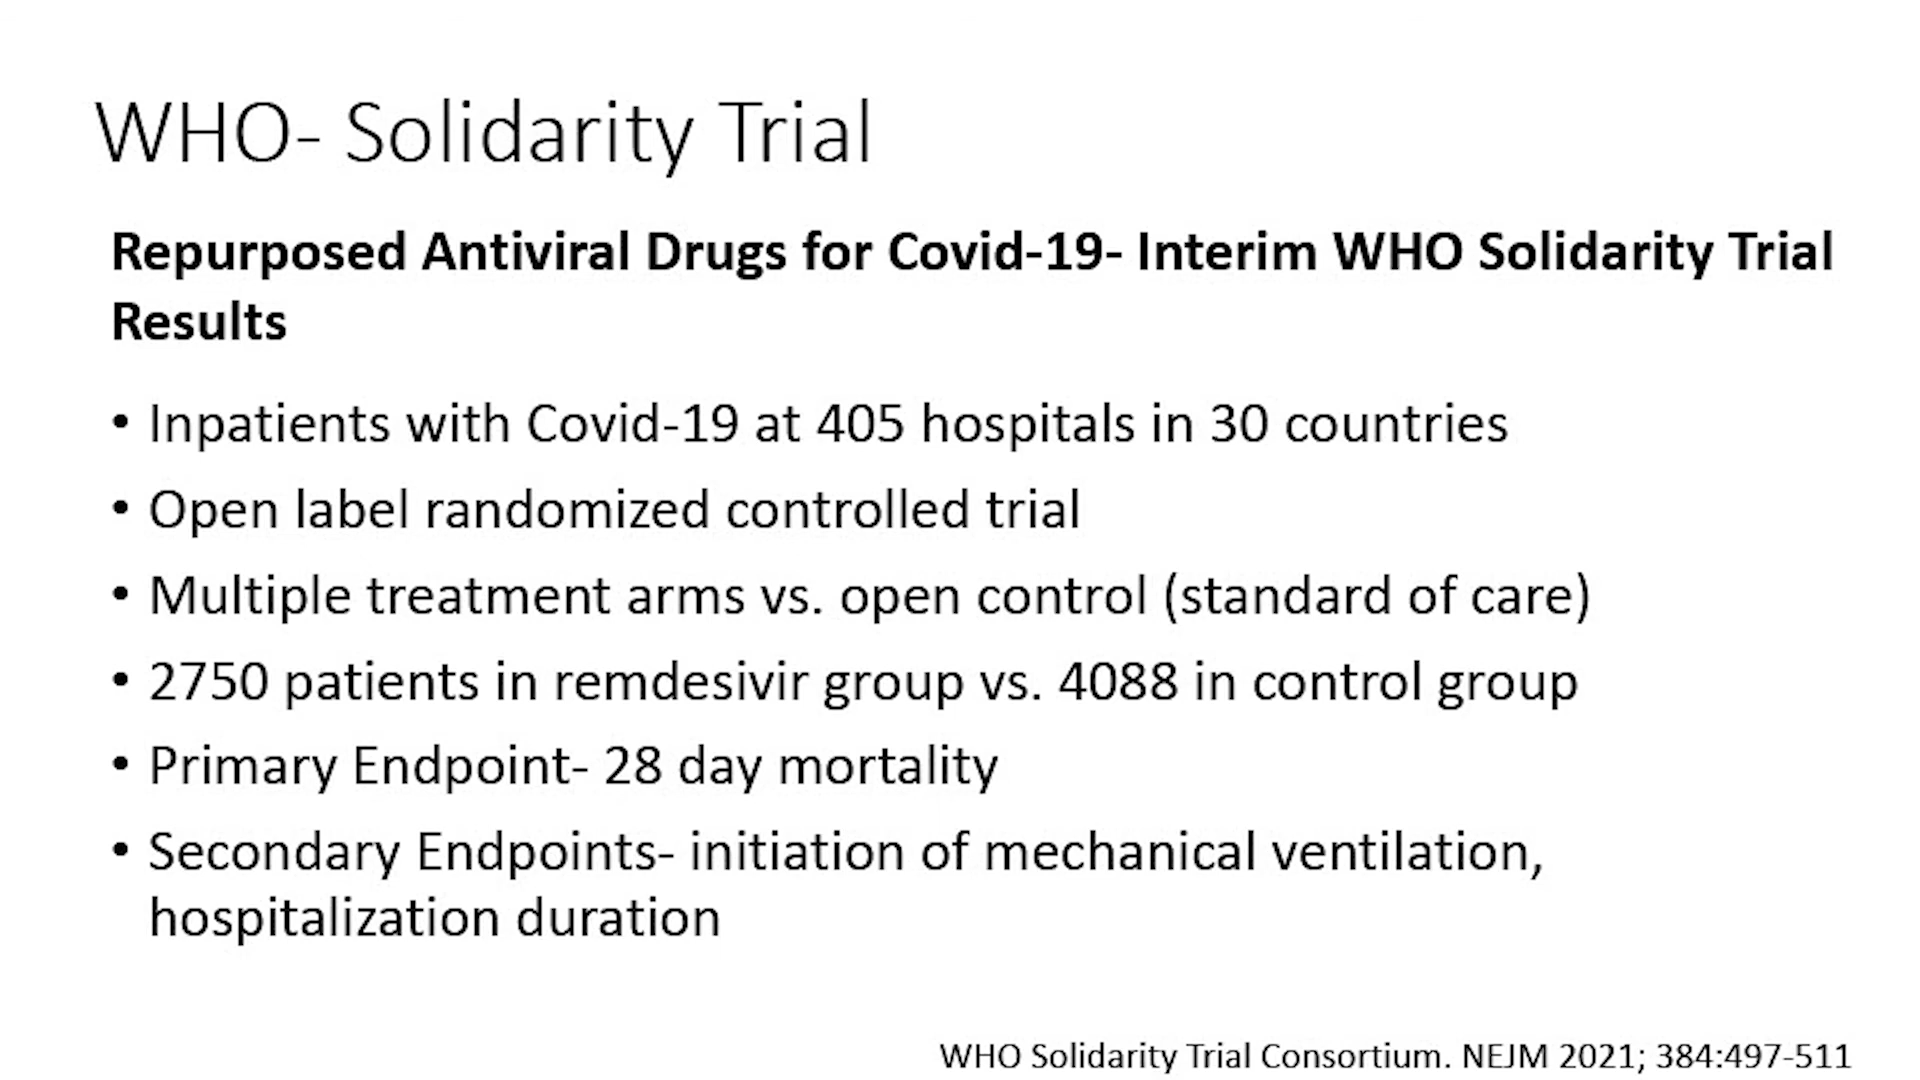 WHO- Solidarity Trial
Repurposed Antiviral Drugs for Covid-19- Interim WHO Solidarity Trial
Results
• Inpatients with Covid-19 at 405 hospitals in 30 countries
• Open label randomized controlled trial
• Multiple treatment arms vs. open control (standard of care)
• 2750 patients in remdesivir group vs. 4088 in control group
• Primary Endpoint- 28 day mortality
• Secondary Endpoints- initiation of mechanical ventilation,
hospitalization duration
WHO Solidarity Trial Consortium. NEJM 2021; 384:497-511